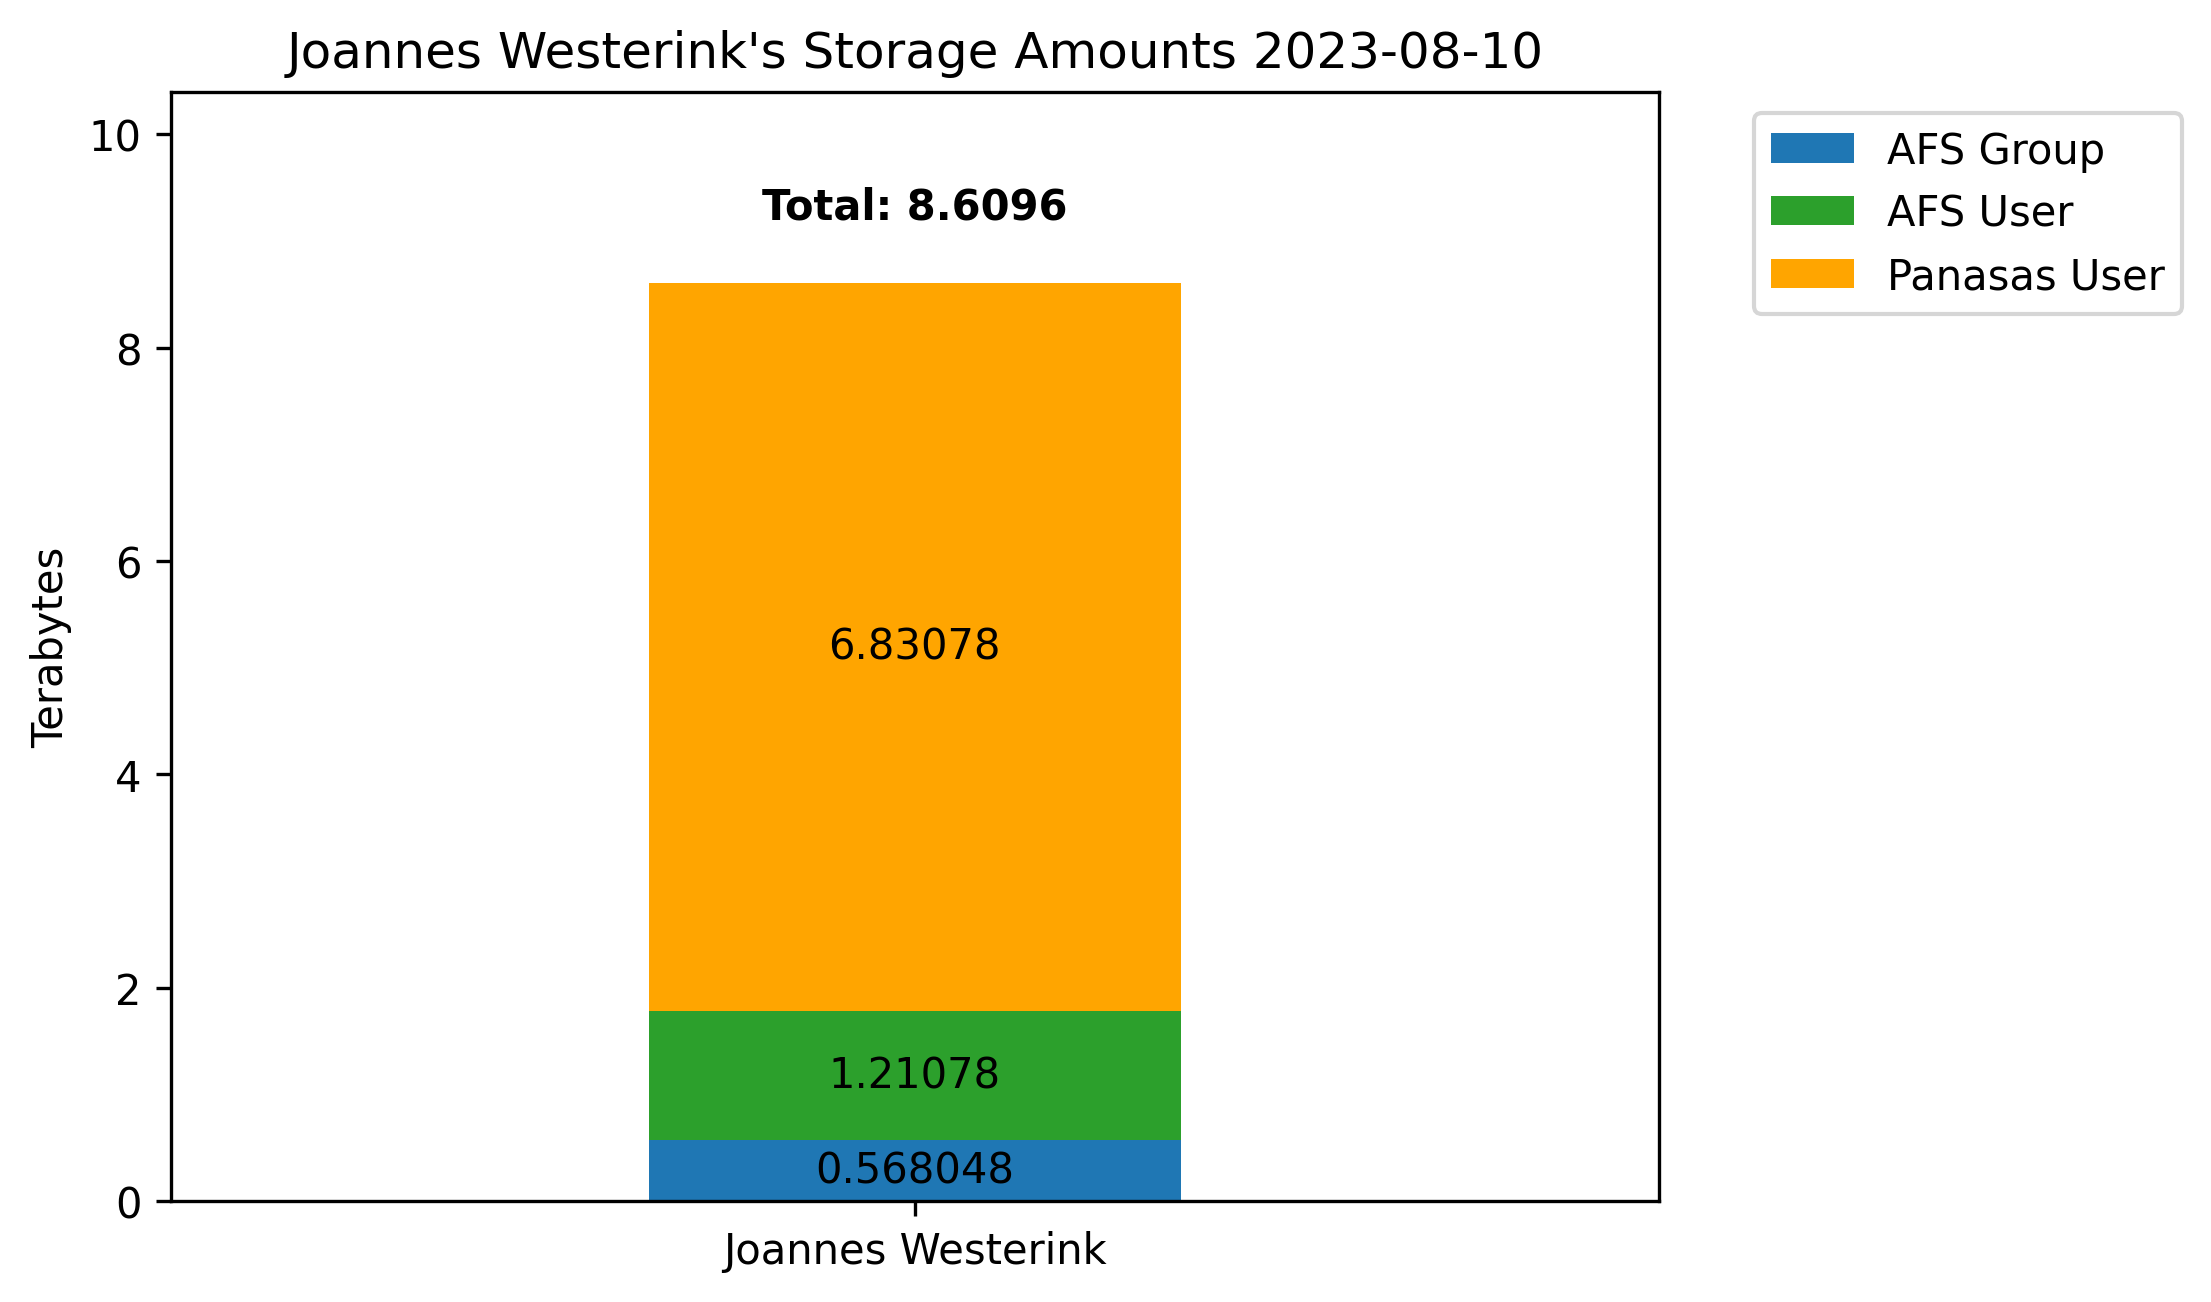 Joannes Westerink's Storage Amounts 2023-08-10
10
8
6
4
2
0
Terabytes
Total: 8.6096
6.83078
1.21078
0.568048
Joannes Westerink
AFS Group
AFS User
Panasas User